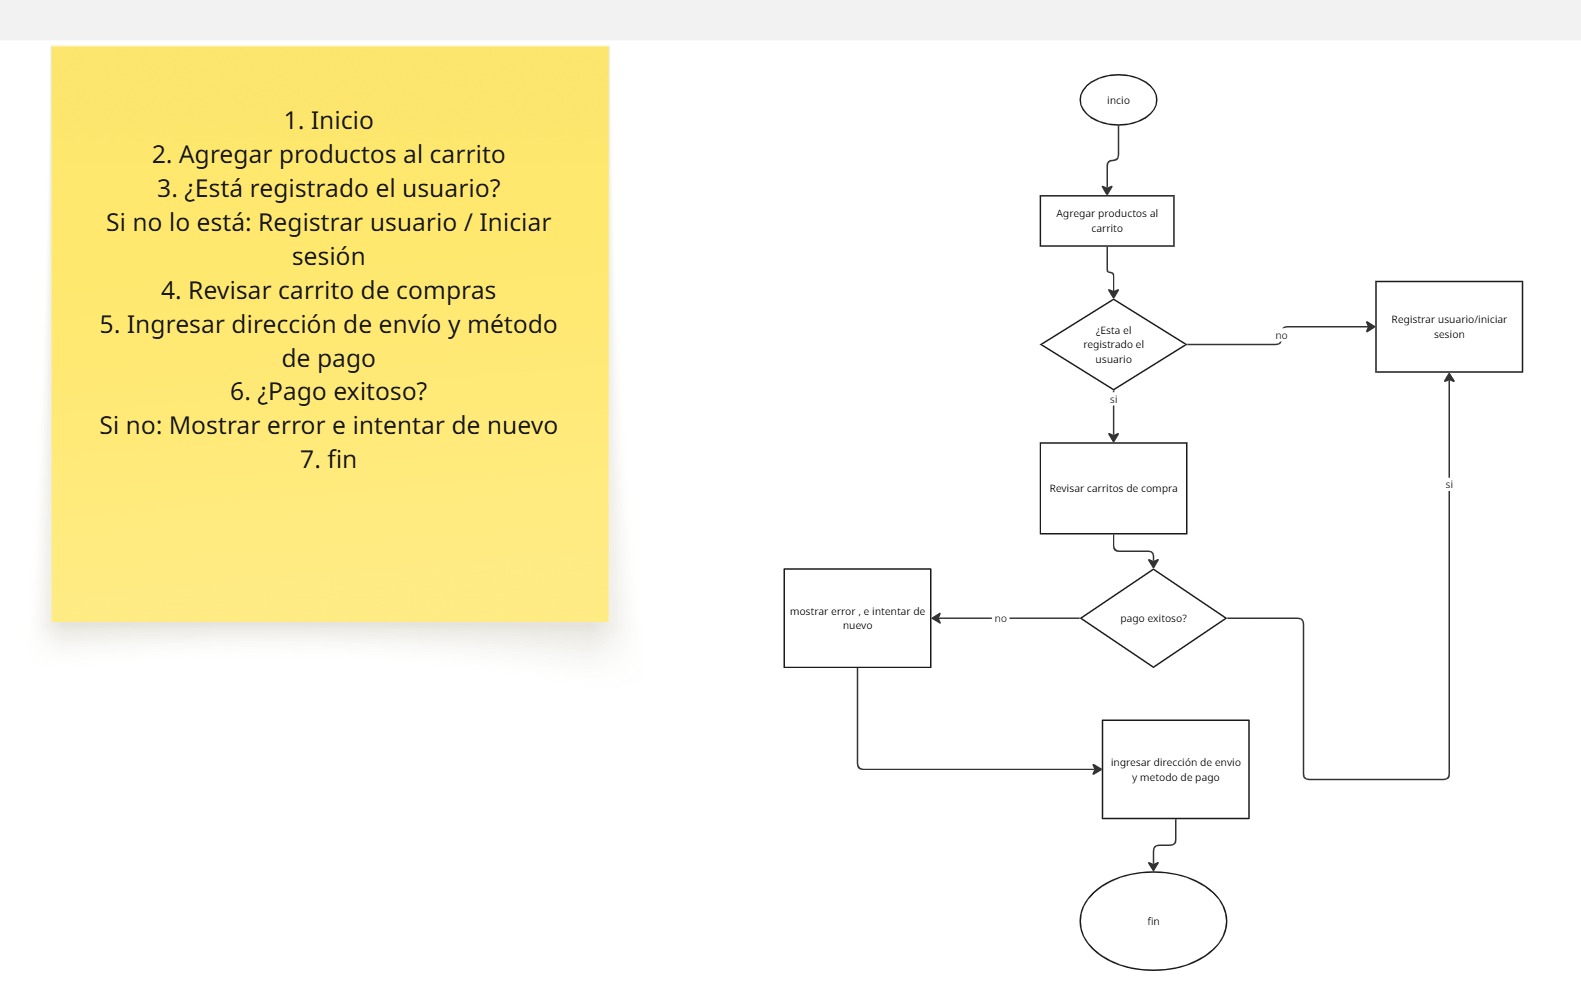 1. Inicio
2. Agregar productos al carrito
3. ¿Está registrado el usuario?
Si no lo está: Registrar usuario / Iniciar
sesión
4. Revisar carrito de compras
5. Ingresar dirección de envío y método
de pago
6. ¿Pago exitoso?
Si no: Mostrar error e intentar de nuevo
7. fin
incio
Agregar productos al
carrito
¿Esta el
registrado el
usuario
no
Registrar usuario/iniciar
sesion
si
Revisar carritos de compra
si
pago exitoso?
no
mostrar error , e intentar de
nuevo
ingresar dirección de envio
y metodo de pago
fin